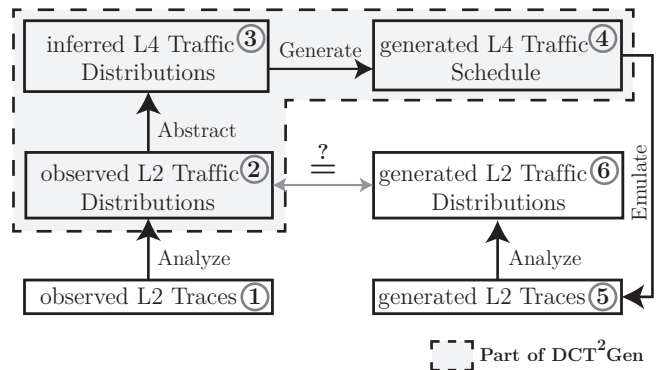 inferred L4 Traffic 3
Distributions
Generate
generated L4 Traffic 4
Schedule
Abstract
observed L2 Traffic 2
Distributions
?
=
generated L2 Traffic 6
Distributions
Emulate
Analyze
Analyze
observed L2 Traces 1
generated L2 Traces 5
Part of DCT²Gen